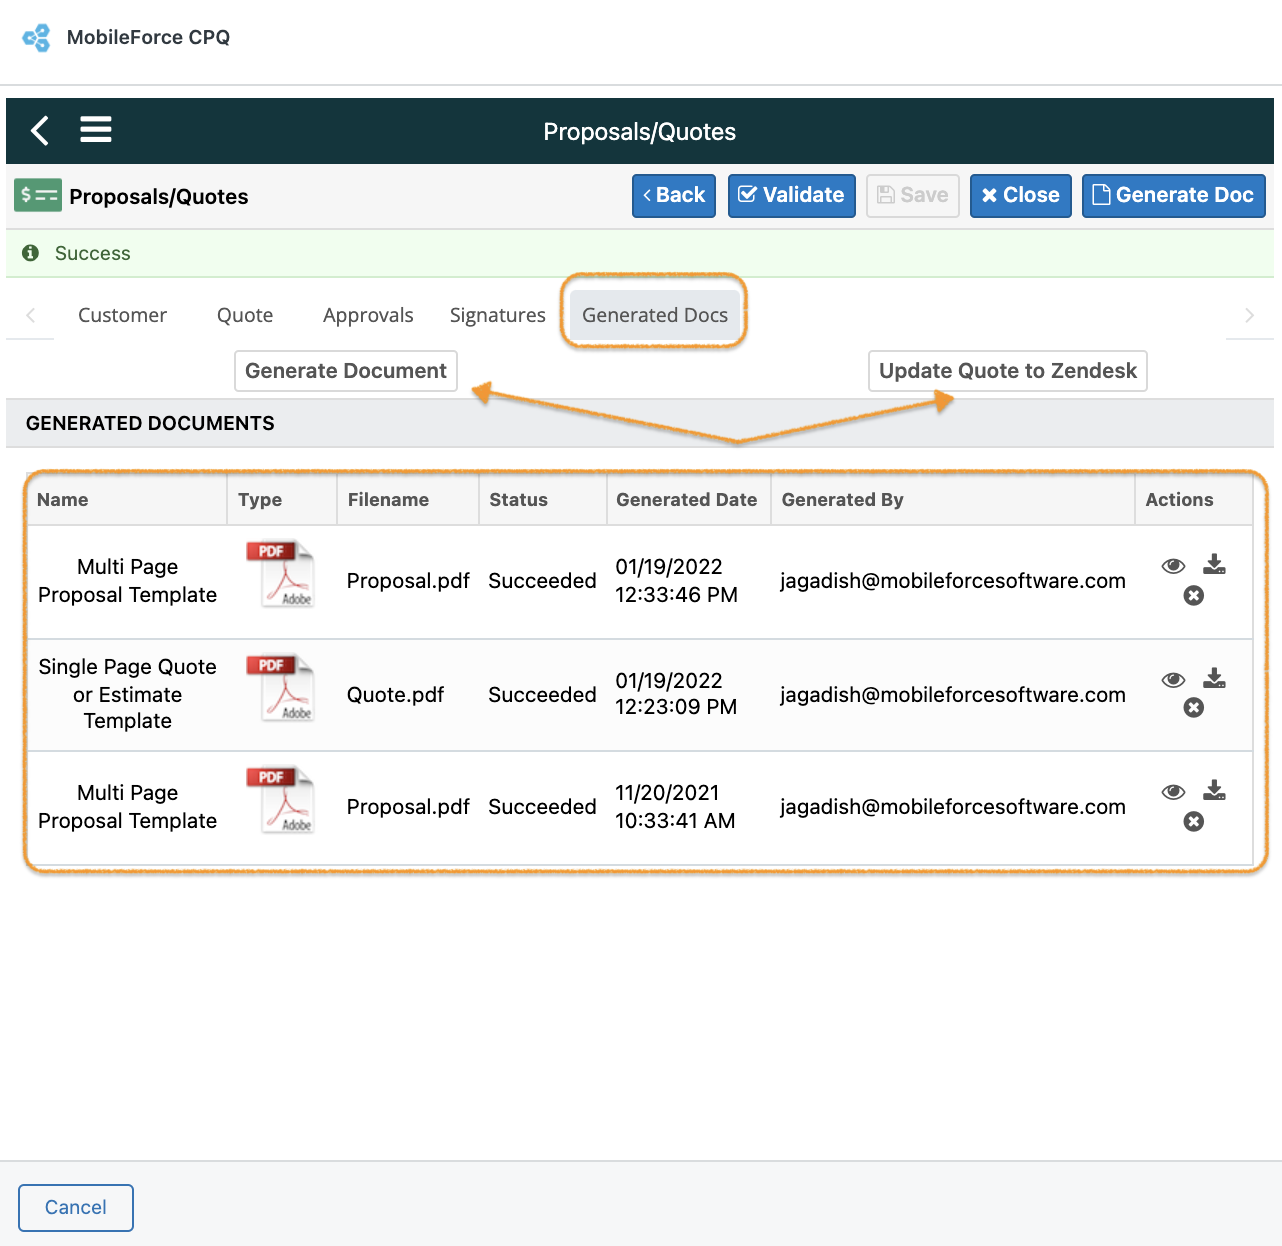 MobileForce CPQ
Proposals/Quotes
$ Proposals/Quotes Back Validate Save Close Generate Doc
Success
Customer Quote Approvals Signatures Generated Docs
Generate Document Update Quote to Zendesk
GENERATED DOCUMENTS
Name Type Filename Status Generated Date Generated By Actions
Multi Page
Proposal Template
PDF
Adobe
Proposal.pdf Succeeded
01/19/2022
12:33:46 PM
jagadish@mobileforcesoftware.com
Single Page Quote
or Estimate
Template
PDF
Adobe
Quote.pdf Succeeded
01/19/2022
12:23:09 PM
jagadish@mobileforcesoftware.com
Multi Page
Proposal Template
PDF
Adobe
Proposal.pdf Succeeded
11/20/2021
10:33:41 AM
jagadish@mobileforcesoftware.com
Cancel